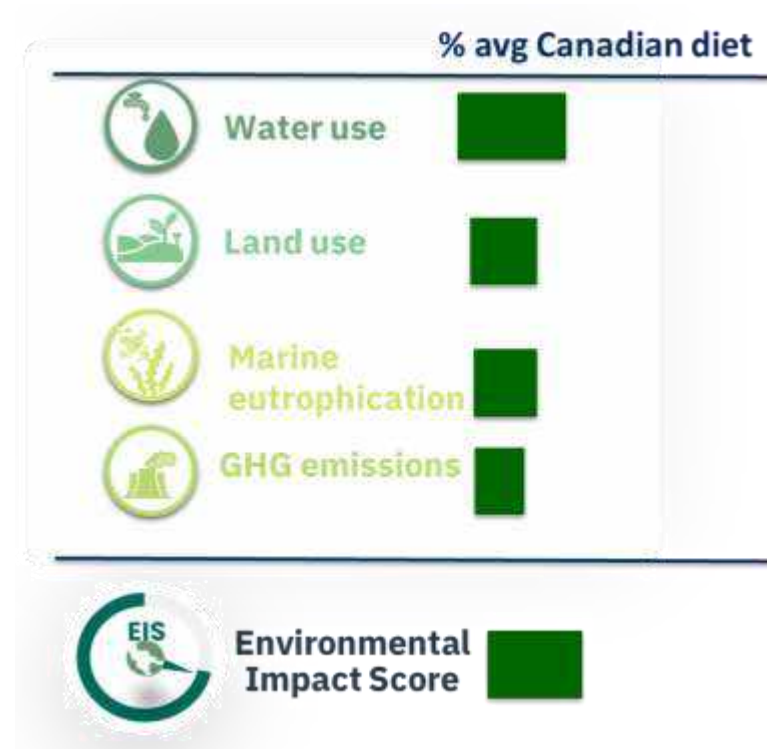 % avg Canadian diet
Water use
Land use
Marine
eutrophication
GHG emissions
EIS
Environmental
Impact Score